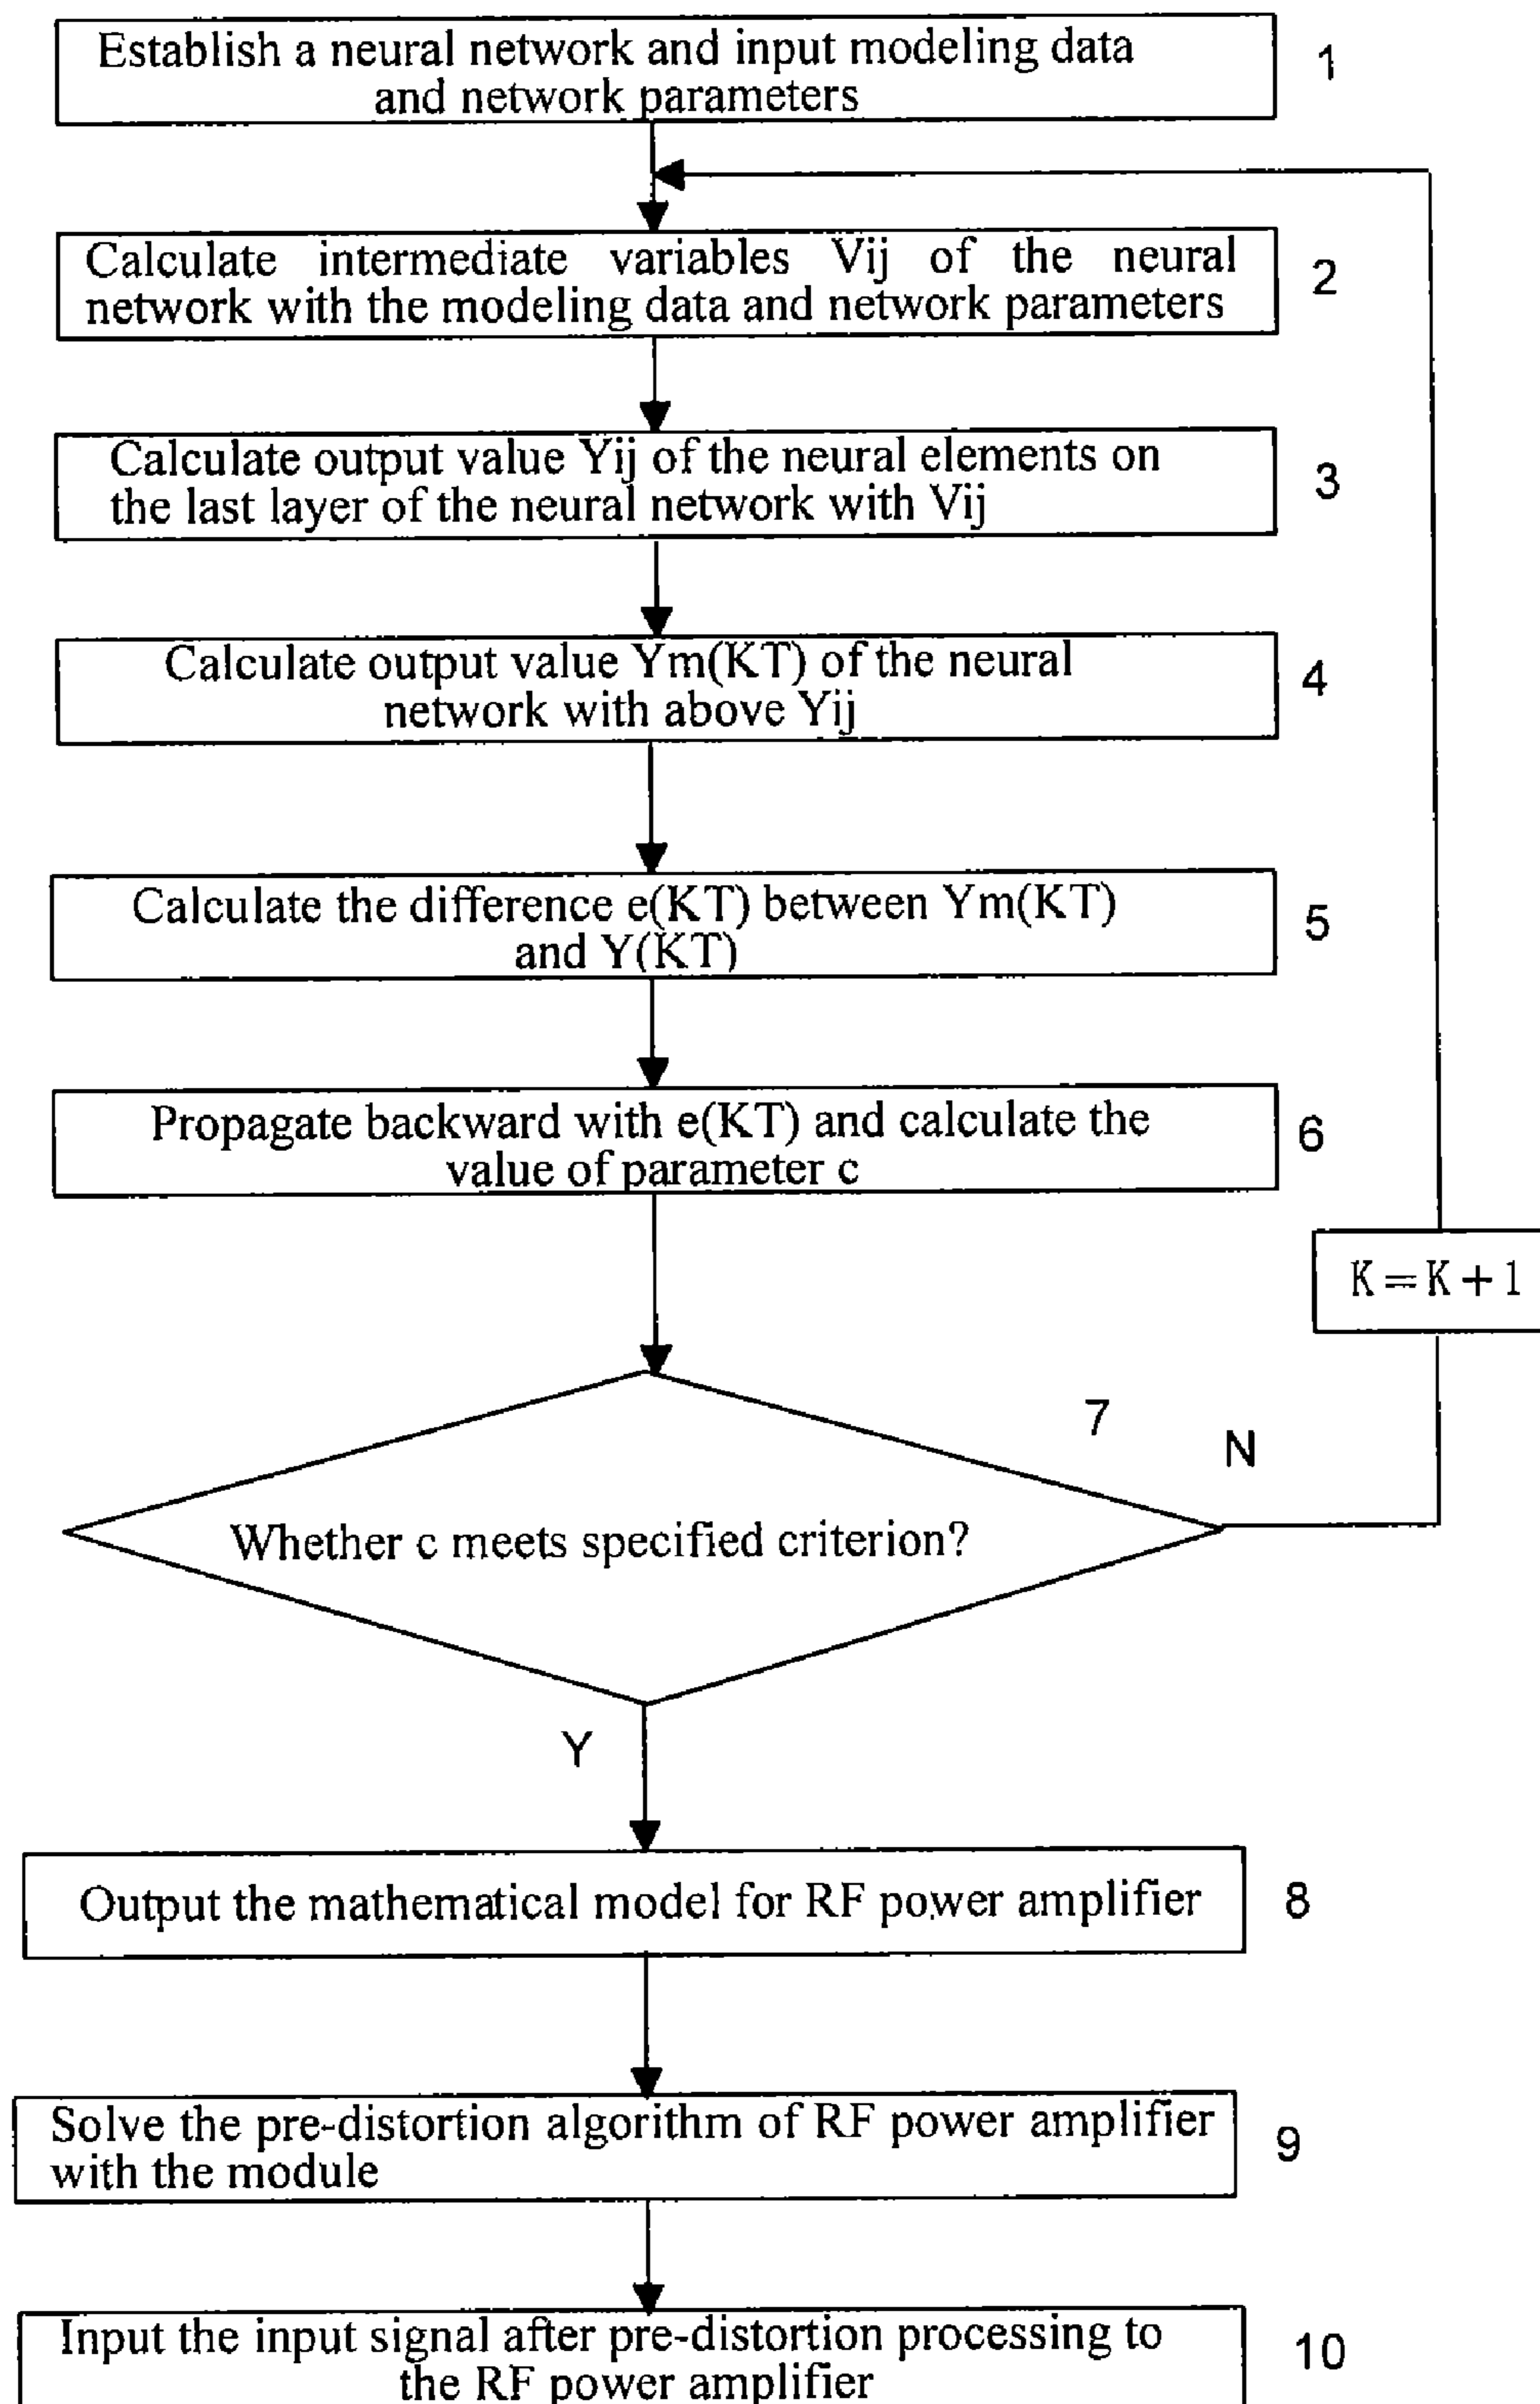 Establish a neural network and input modeling data
and network parameters
1
Calculate intermediate variables Vij of the neural
network with the modeling data and network parameters
2
Calculate output value Yij of the neural elements on
the last layer of the neural network with Vij
3
Calculate output value Ym(KT) of the neural
network with above Yij
4
Calculate the difference e(KT) between Ym(KT)
and Y(KT)
5
Propagate backward with e(KT) and calculate the
value of parameter c
6
K=K+1
7
N
Whether c meets specified criterion?
Y
Output the mathematical model for RF power amplifier
8
Solve the pre-distortion algorithm of RF power amplifier
with the module
9
Input the input signal after pre-distortion processing to
the RF power amplifier
10